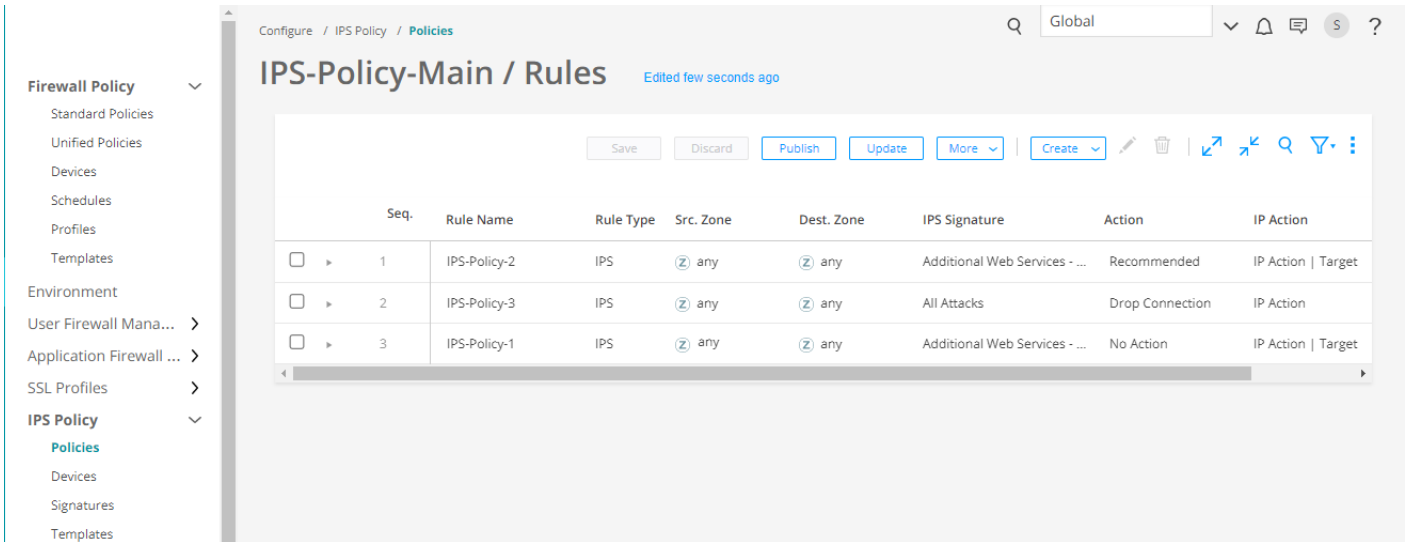 Configure / IPS Policy / Policies
Global
S
?
IPS-Policy-Main / Rules
Edited few seconds ago
Firewall Policy
Standard Policies
Unified Policies
Devices
Schedules
Profiles
Templates
Environment
User Firewall Mana...
Application Firewall ...
SSL Profiles
IPS Policy
Policies
Devices
Signatures
Templates
Save Discard Publish Update More Create
Seq. Rule Name Rule Type Src. Zone Dest. Zone IPS Signature Action IP Action
1 IPS-Policy-2 IPS Z any Z any Additional Web Services - ... Recommended IP Action | Target
2 IPS-Policy-3 IPS Z any Z any All Attacks Drop Connection IP Action
3 IPS-Policy-1 IPS Z any Z any Additional Web Services - ... No Action IP Action | Target